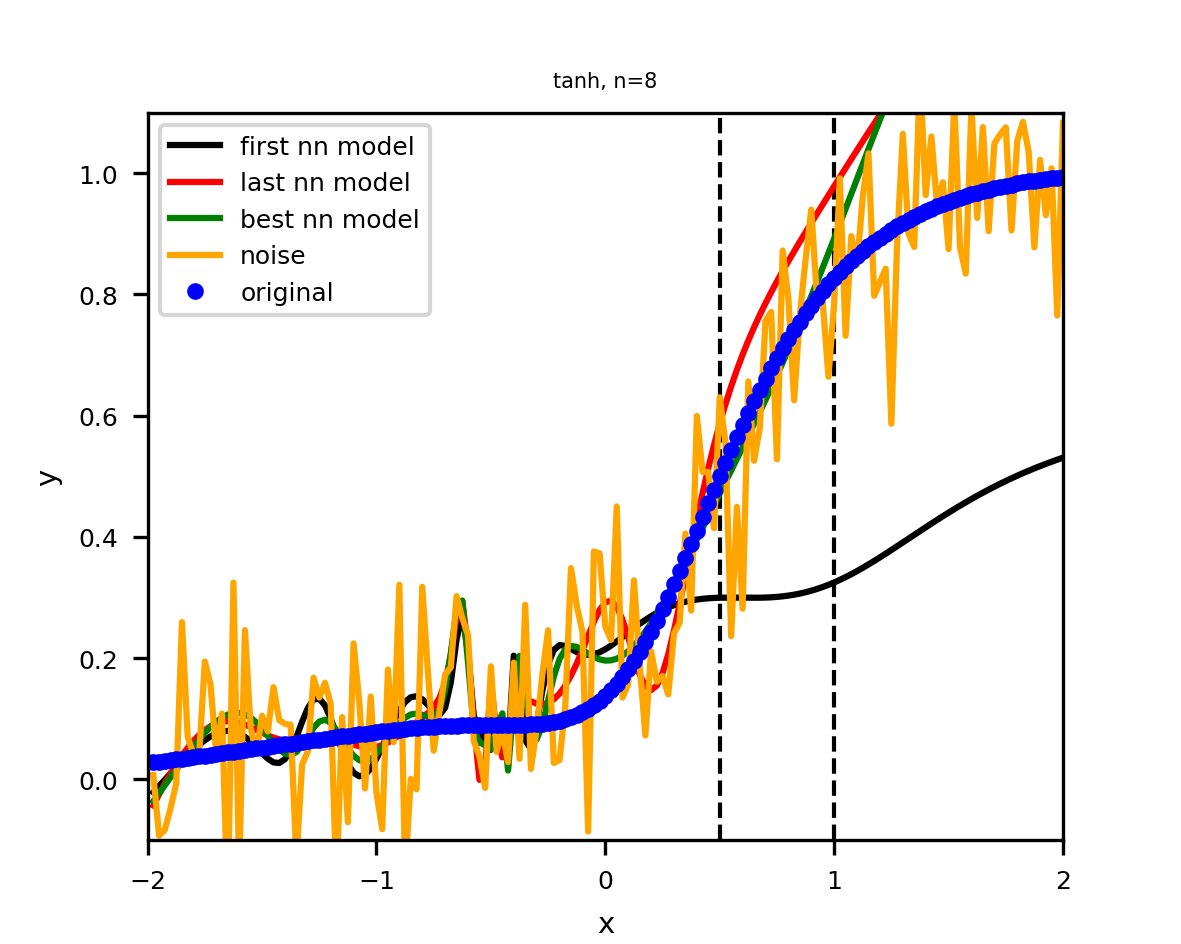 tanh, n=8
first nn model
last nn model
best nn model
noise
original
1.0
0.8
0.6
0.4
0.2
0.0
y
−2
−1
0
1
2
x